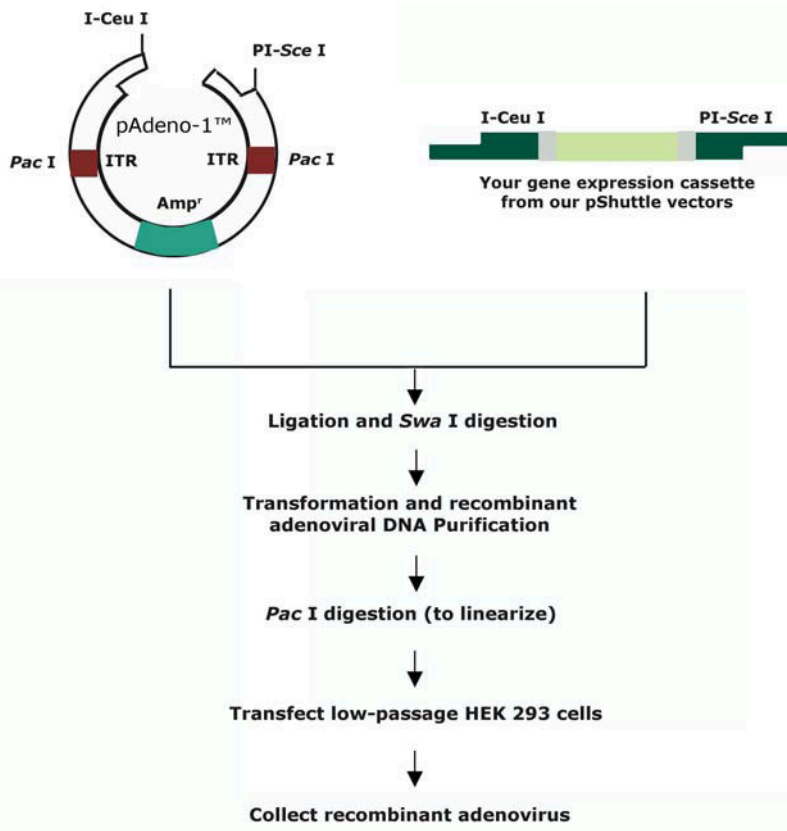 I-Ceu I
PI-Sce I
pAdeno-1™
Pac I
ITR
ITR
Pac I
Ampʳ
I-Ceu I
PI-Sce I
Your gene expression cassette
from our pShuttle vectors
Ligation and Swa I digestion
Transformation and recombinant
adenoviral DNA Purification
Pac I digestion (to linearize)
Transfect low-passage HEK 293 cells
Collect recombinant adenovirus